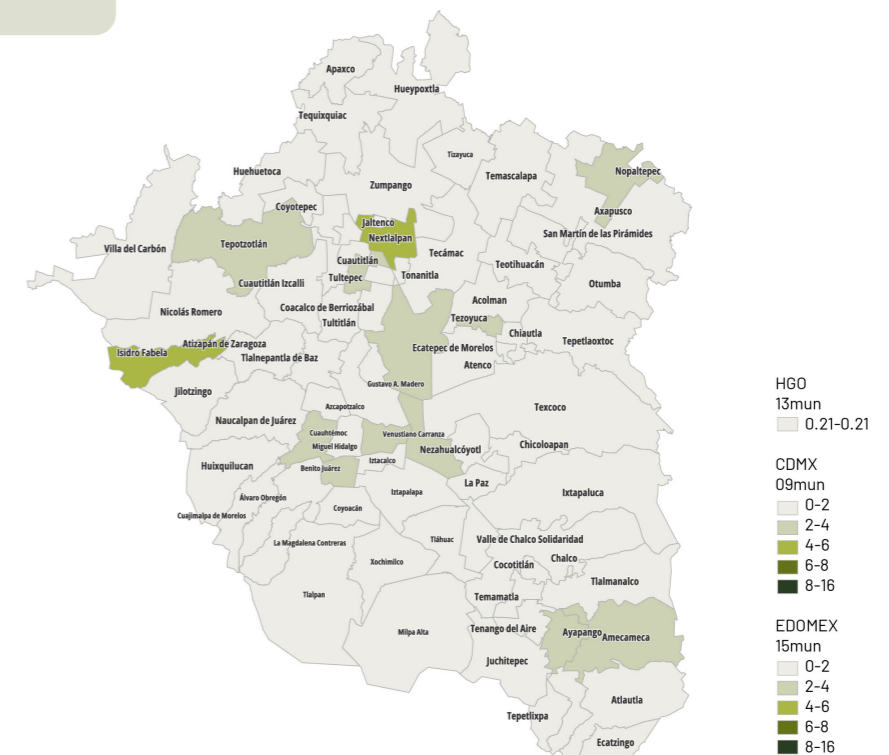 Apaxco
Hueypoxtla
Tequixquiac
Tizayuca
Huehuetoca
Temascalapa
Nopaltepec
Zumpango
Coyotepec
Axapusco
Jaltenco
San Martín de las Pirámides
Nextlalpan
Tepotzotlán
Villa del Carbón
Tecámac
Cuautitlán
Teotihuacán
Tultepec
Tonanitla
Cuautitlán Izcalli
Otumba
Acolman
Coacalco de Berriozábal
Nicolás Romero
Tezoyuca
Tultitlán
Chiautla
Tepetlaoxtoc
Atizapán de Zaragoza
Ecatepec de Morelos
Isidro Fabela
Tlalnepantla de Baz
Atenco
Gustavo A. Madero
Jilotzingo
Azcapotzalco
Texcoco
Naucalpan de Juárez
Cuauhtémoc
Venustiano Carranza
Miguel Hidalgo
Chicoloapan
Nezahualcóyotl
Iztacalco
Huixquilucan
Benito Juárez
La Paz
Iztapalapa
Ixtapaluca
Álvaro Obregón
Coyoacán
Cuajimalpa de Morelos
Tláhuac
Valle de Chalco Solidaridad
La Magdalena Contreras
Chalco
Xochimilco
Cocotitlán
Tlalmanalco
Tlalpan
Temamatla
Milpa Alta
Tenango del Aire
Ayapango
Amecameca
Juchitepec
Atlautla
Tepetlixpa
Ecatzingo
HGO
13mun
0.21-0.21
CDMX
09mun
0-2
2-4
4-6
6-8
8-16
EDOMEX
15mun
0-2
2-4
4-6
6-8
8-16